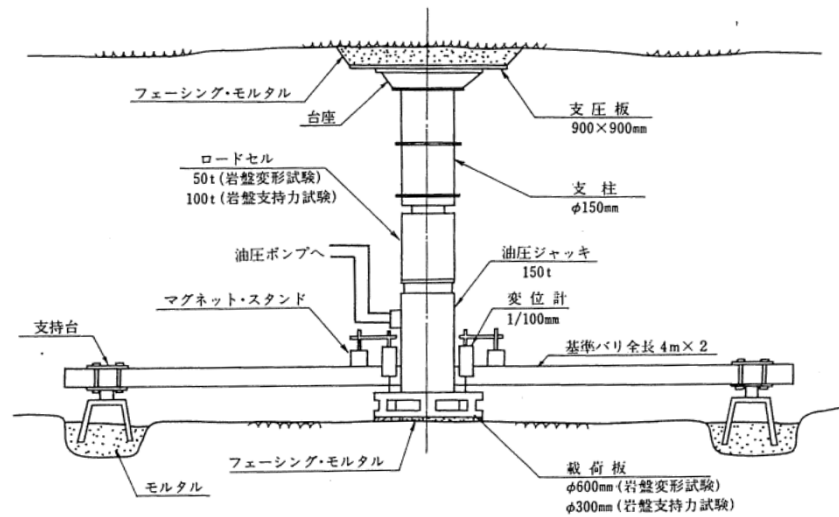 フェーシング・モルタル
台座
支圧板
900×900mm
ロードセル
50t(岩盤変形試験)
100t(岩盤支持力試験)
支柱
φ150mm
油圧ポンプへ
油圧ジャッキ
150t
マグネット・スタンド
変位計
1/100mm
支持台
基準バリ全長4m×2
フェーシング・モルタル
モルタル
載荷板
φ600mm(岩盤変形試験)
φ300mm(岩盤支持力試験)